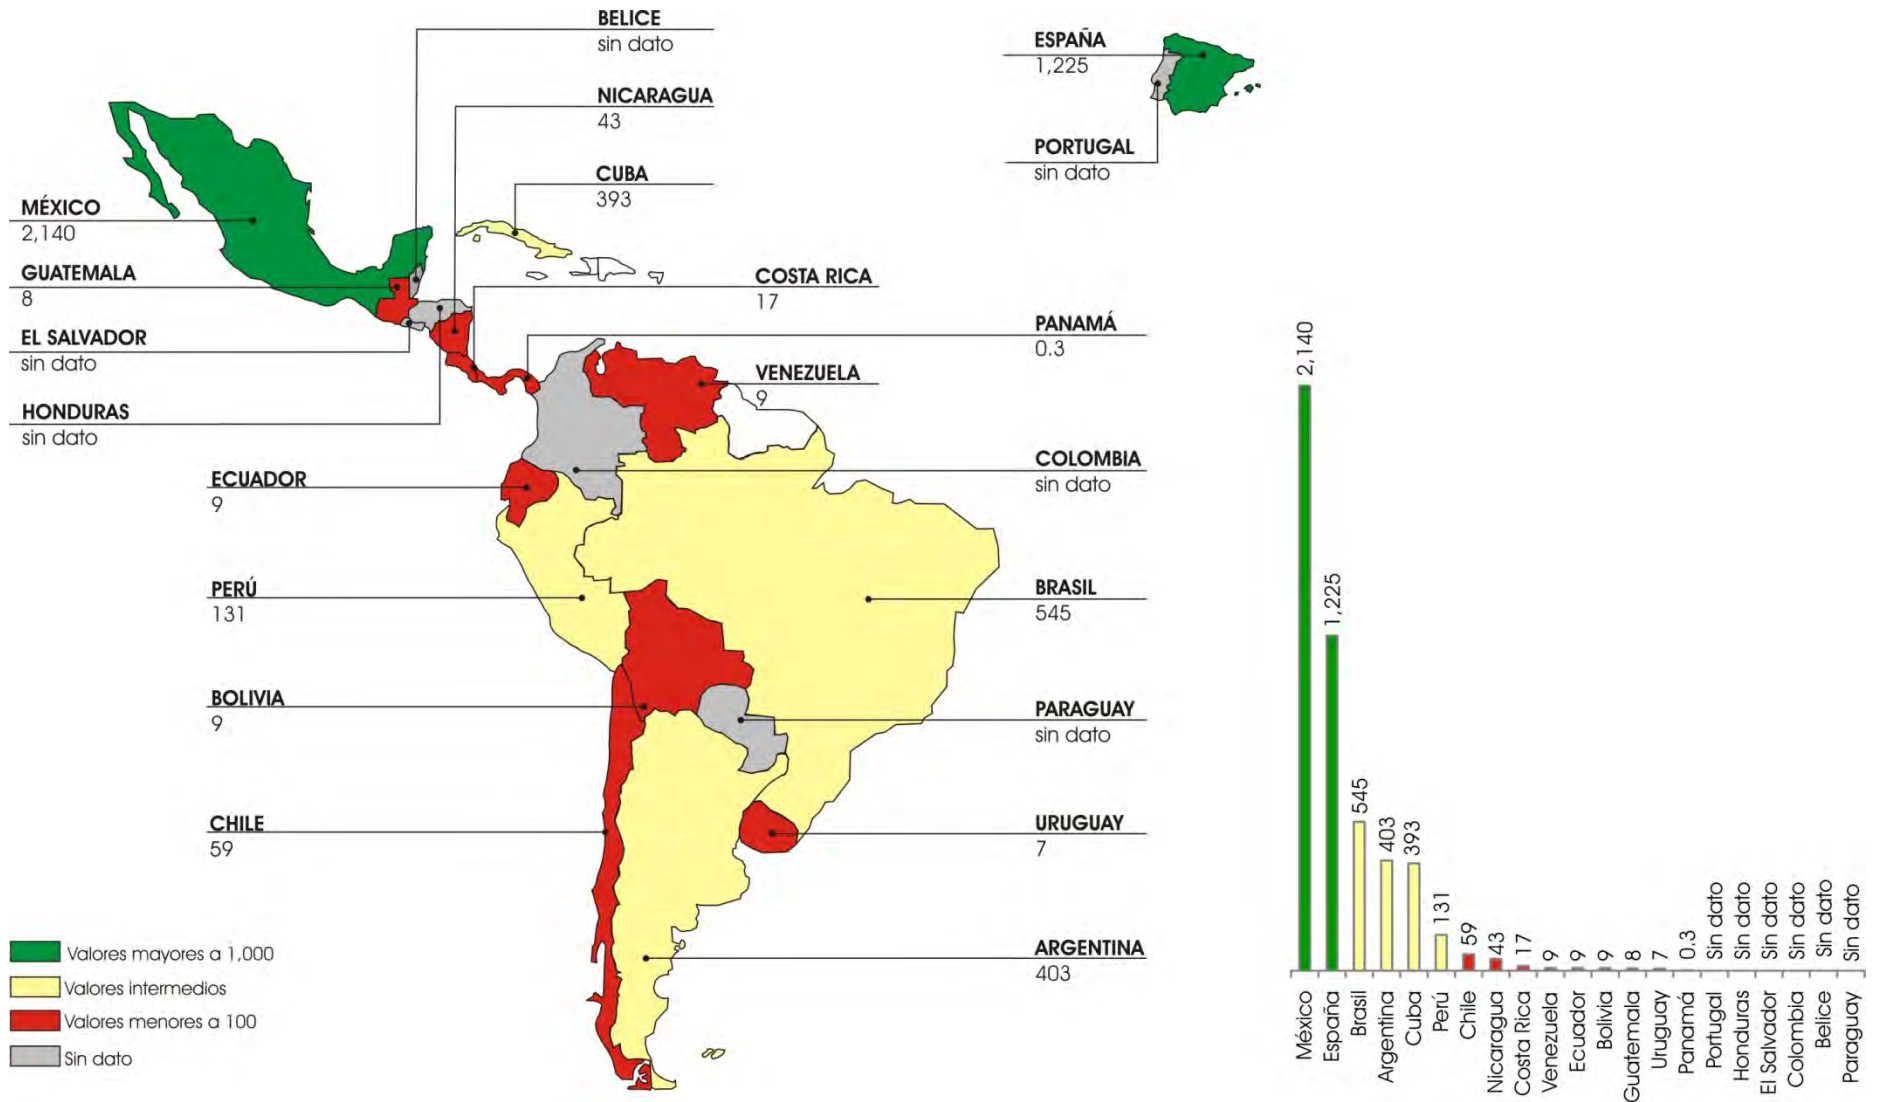 BELICE
sin dato
ESPAÑA
1,225
NICARAGUA
43
PORTUGAL
sin dato
CUBA
393
MÉXICO
2,140
GUATEMALA
8
COSTA RICA
17
EL SALVADOR
sin dato
PANAMÁ
0.3
VENEZUELA
9
HONDURAS
sin dato
COLOMBIA
sin dato
ECUADOR
9
PERÚ
131
BRASIL
545
BOLIVIA
9
PARAGUAY
sin dato
CHILE
59
URUGUAY
7
ARGENTINA
403
Valores mayores a 1,000
Valores intermedios
Valores menores a 100
Sin dato
2,140
1,225
545
403
393
131
59
43
17
9
9
9
8
7
0.3
Sin dato
Sin dato
Sin dato
Sin dato
Sin dato
Sin dato
México
España
Brasil
Argentina
Cuba
Perú
Chile
Nicaragua
Costa Rica
Venezuela
Ecuador
Bolivia
Guatemala
Uruguay
Panamá
Portugal
Honduras
El Salvador
Colombia
Belice
Paraguay